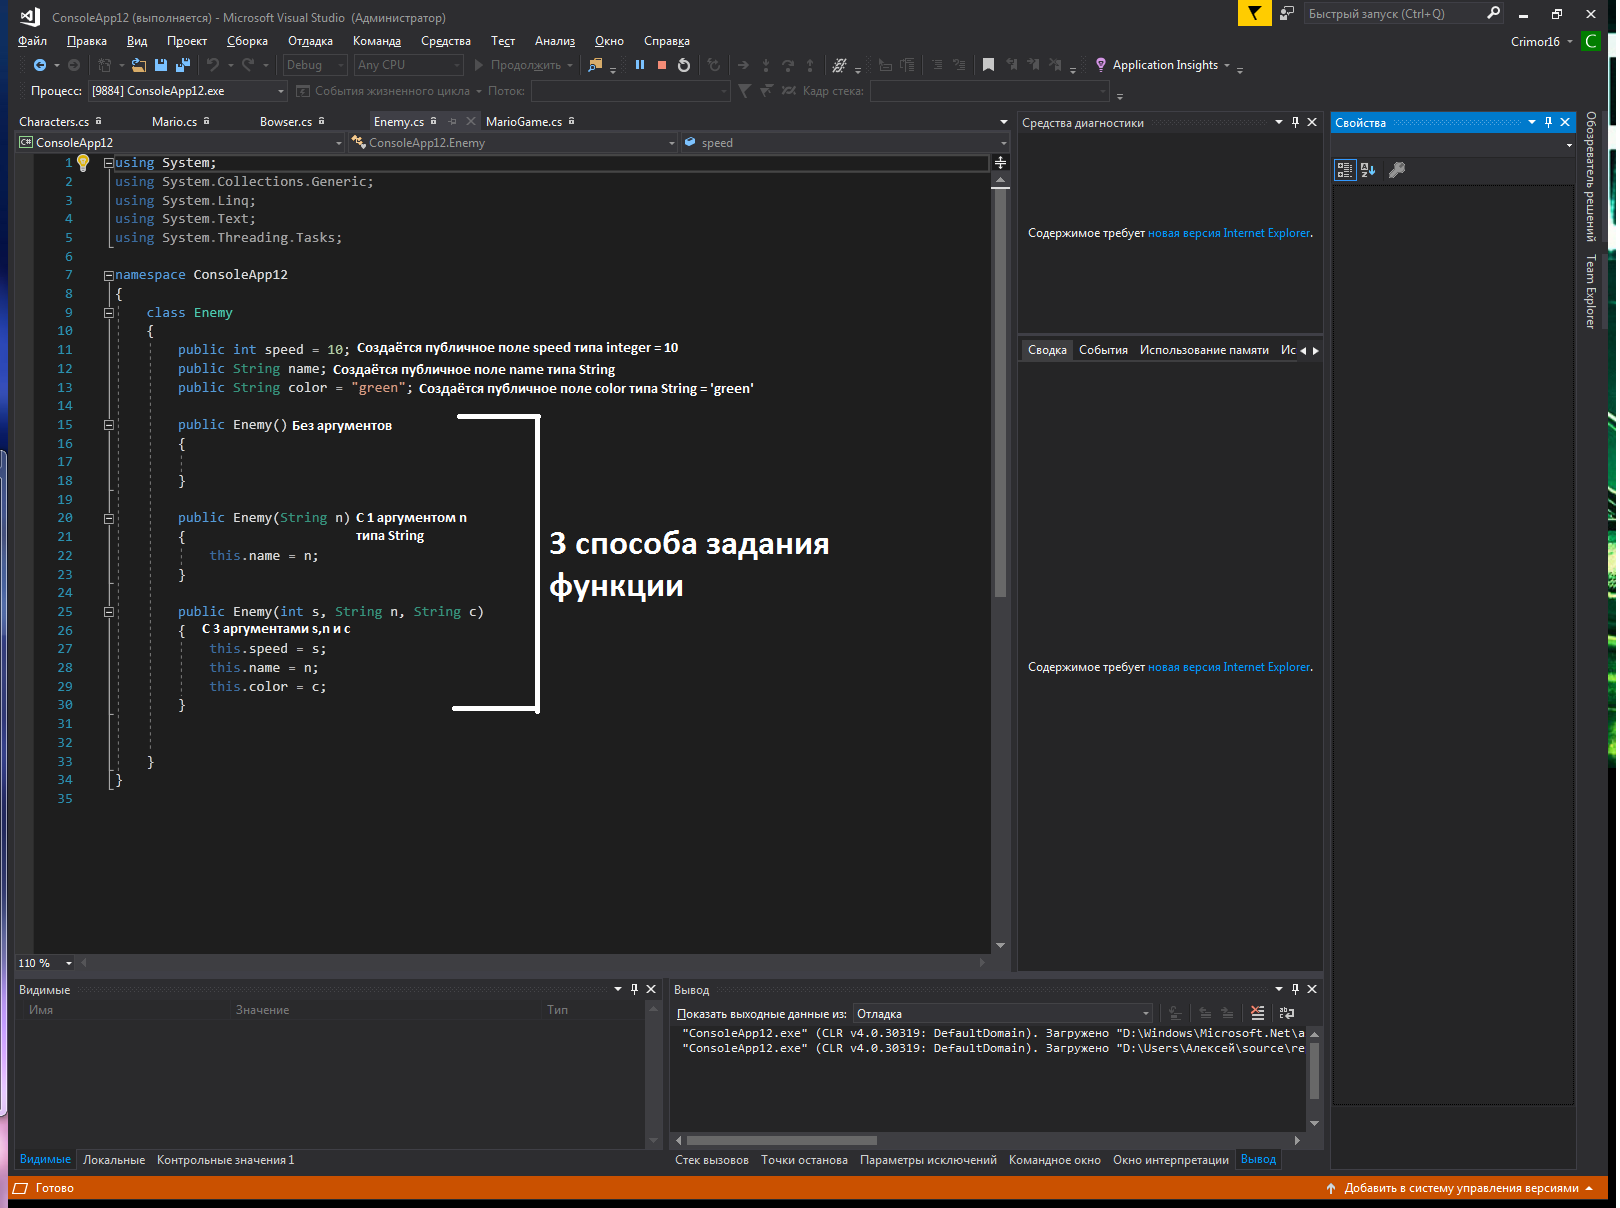 ConsoleApp12 (выполняется) - Microsoft Visual Studio (Администратор)
Быстрый запуск (Ctrl+Q)
Файл Правка Вид Проект Сборка Отладка Команда Средства Тест Анализ Окно Справка
Crimor16 C
Debug Any CPU Продолжить Application Insights
Процесс: [9884] ConsoleApp12.exe События жизненного цикла Поток: Кадр стека:
Characters.cs Mario.cs Bowser.cs Enemy.cs MarioGame.cs
ConsoleApp12 ConsoleApp12.Enemy speed
1 using System;
2 using System.Collections.Generic;
3 using System.Linq;
4 using System.Text;
5 using System.Threading.Tasks;
6
7 namespace ConsoleApp12
8 {
9 class Enemy
10 {
11 public int speed = 10; Создаётся публичное поле speed типа integer = 10
12 public String name; Создаётся публичное поле name типа String
13 public String color = "green"; Создаётся публичное поле color типа String = 'green'
14
15 public Enemy() Без аргументов
16 {
17
18 }
19
20 public Enemy(String n) С 1 аргументом n
21 { типа String
22 this.name = n;
23 }
24
25 public Enemy(int s, String n, String c)
26 { С 3 аргументами s,n и c
27 this.speed = s;
28 this.name = n;
29 this.color = c;
30 }
31
32
33 }
34 }
35
3 способа задания
функции
110 %
Средства диагностики
Содержимое требует новая версия Internet Explorer.
Сводка События Использование памяти Ис
Содержимое требует новая версия Internet Explorer.
Свойства
Обозреватель решений
Team Explorer
Видимые
Имя Значение Тип
Видимые Локальные Контрольные значения 1
Вывод
Показать выходные данные из: Отладка
"ConsoleApp12.exe" (CLR v4.0.30319: DefaultDomain). Загружено "D:\Windows\Microsoft.Net\a
"ConsoleApp12.exe" (CLR v4.0.30319: DefaultDomain). Загружено "D:\Users\Алексей\source\re
Стек вызовов Точки останова Параметры исключений Командное окно Окно интерпретации Вывод
Готово
Добавить в систему управления версиями